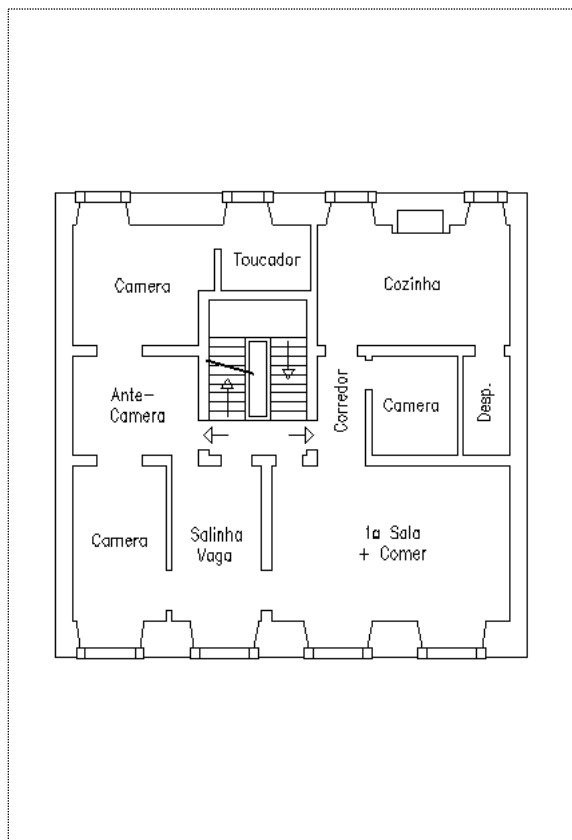 Toucador
Camera
Cozinha
Ante-
Camera
Corredor
Camera
Desp.
Camera
Salinha
Vaga
1a Sala
+ Comer